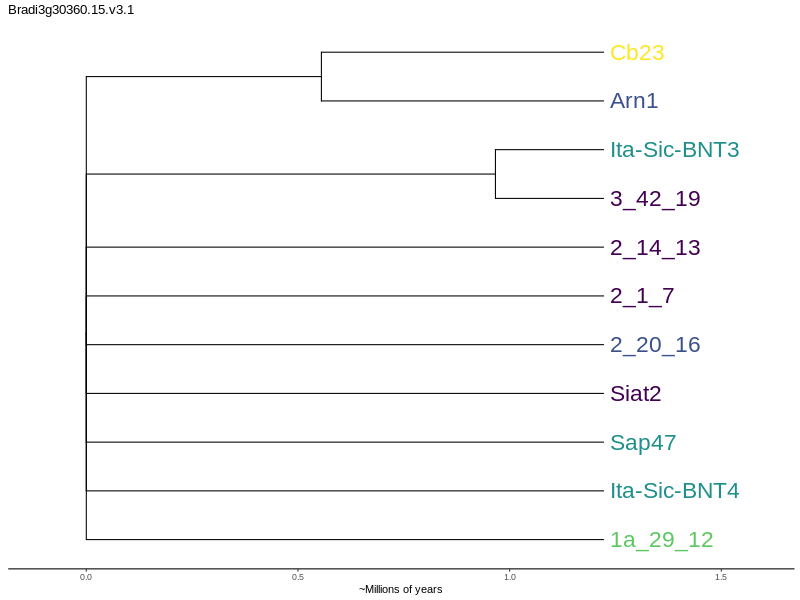 Bradi3g30360.15.v3.1
Cb23
Arn1
Ita-Sic-BNT3
3_42_19
2_14_13
2_1_7
2_20_16
Siat2
Sap47
Ita-Sic-BNT4
1a_29_12
0.0 0.5 1.0 1.5
~Millions of years